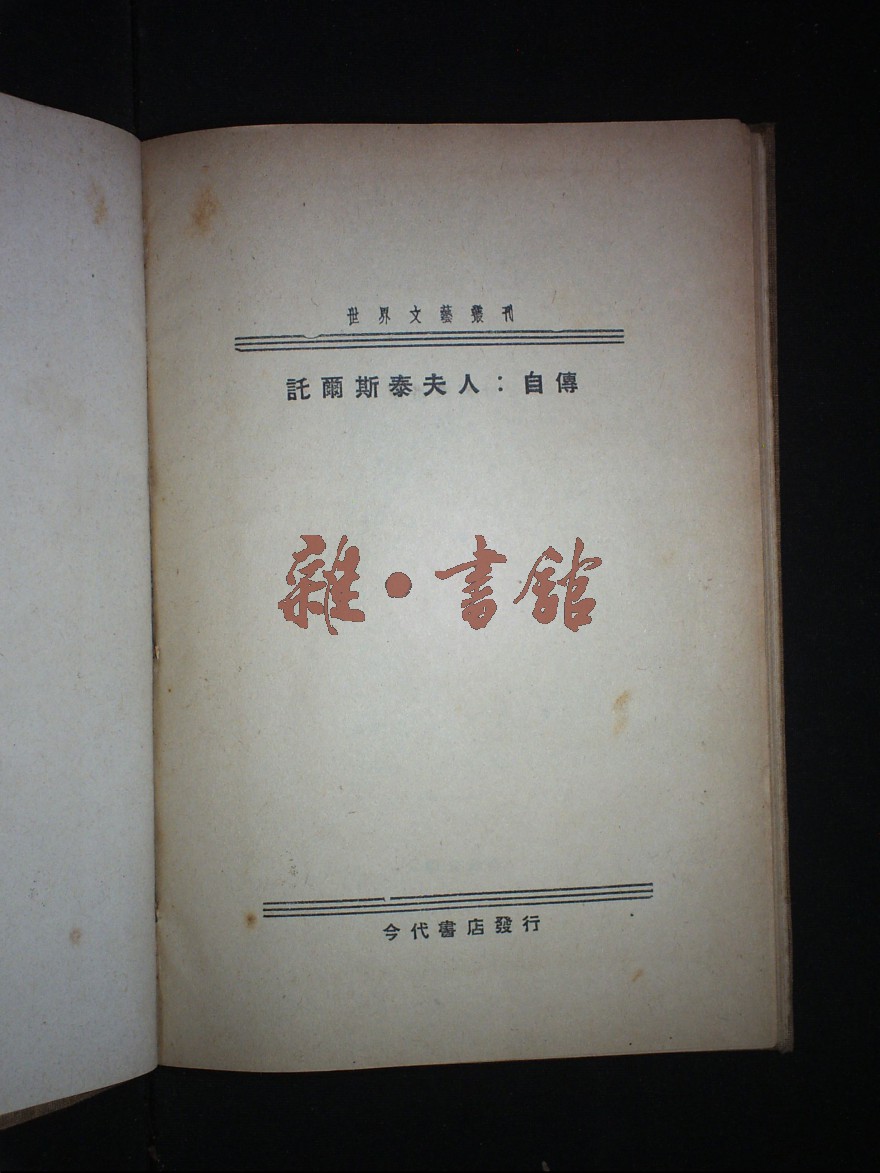 世界文藝叢刊
託爾斯泰夫人：自傳
雜·書館
今代書店發行